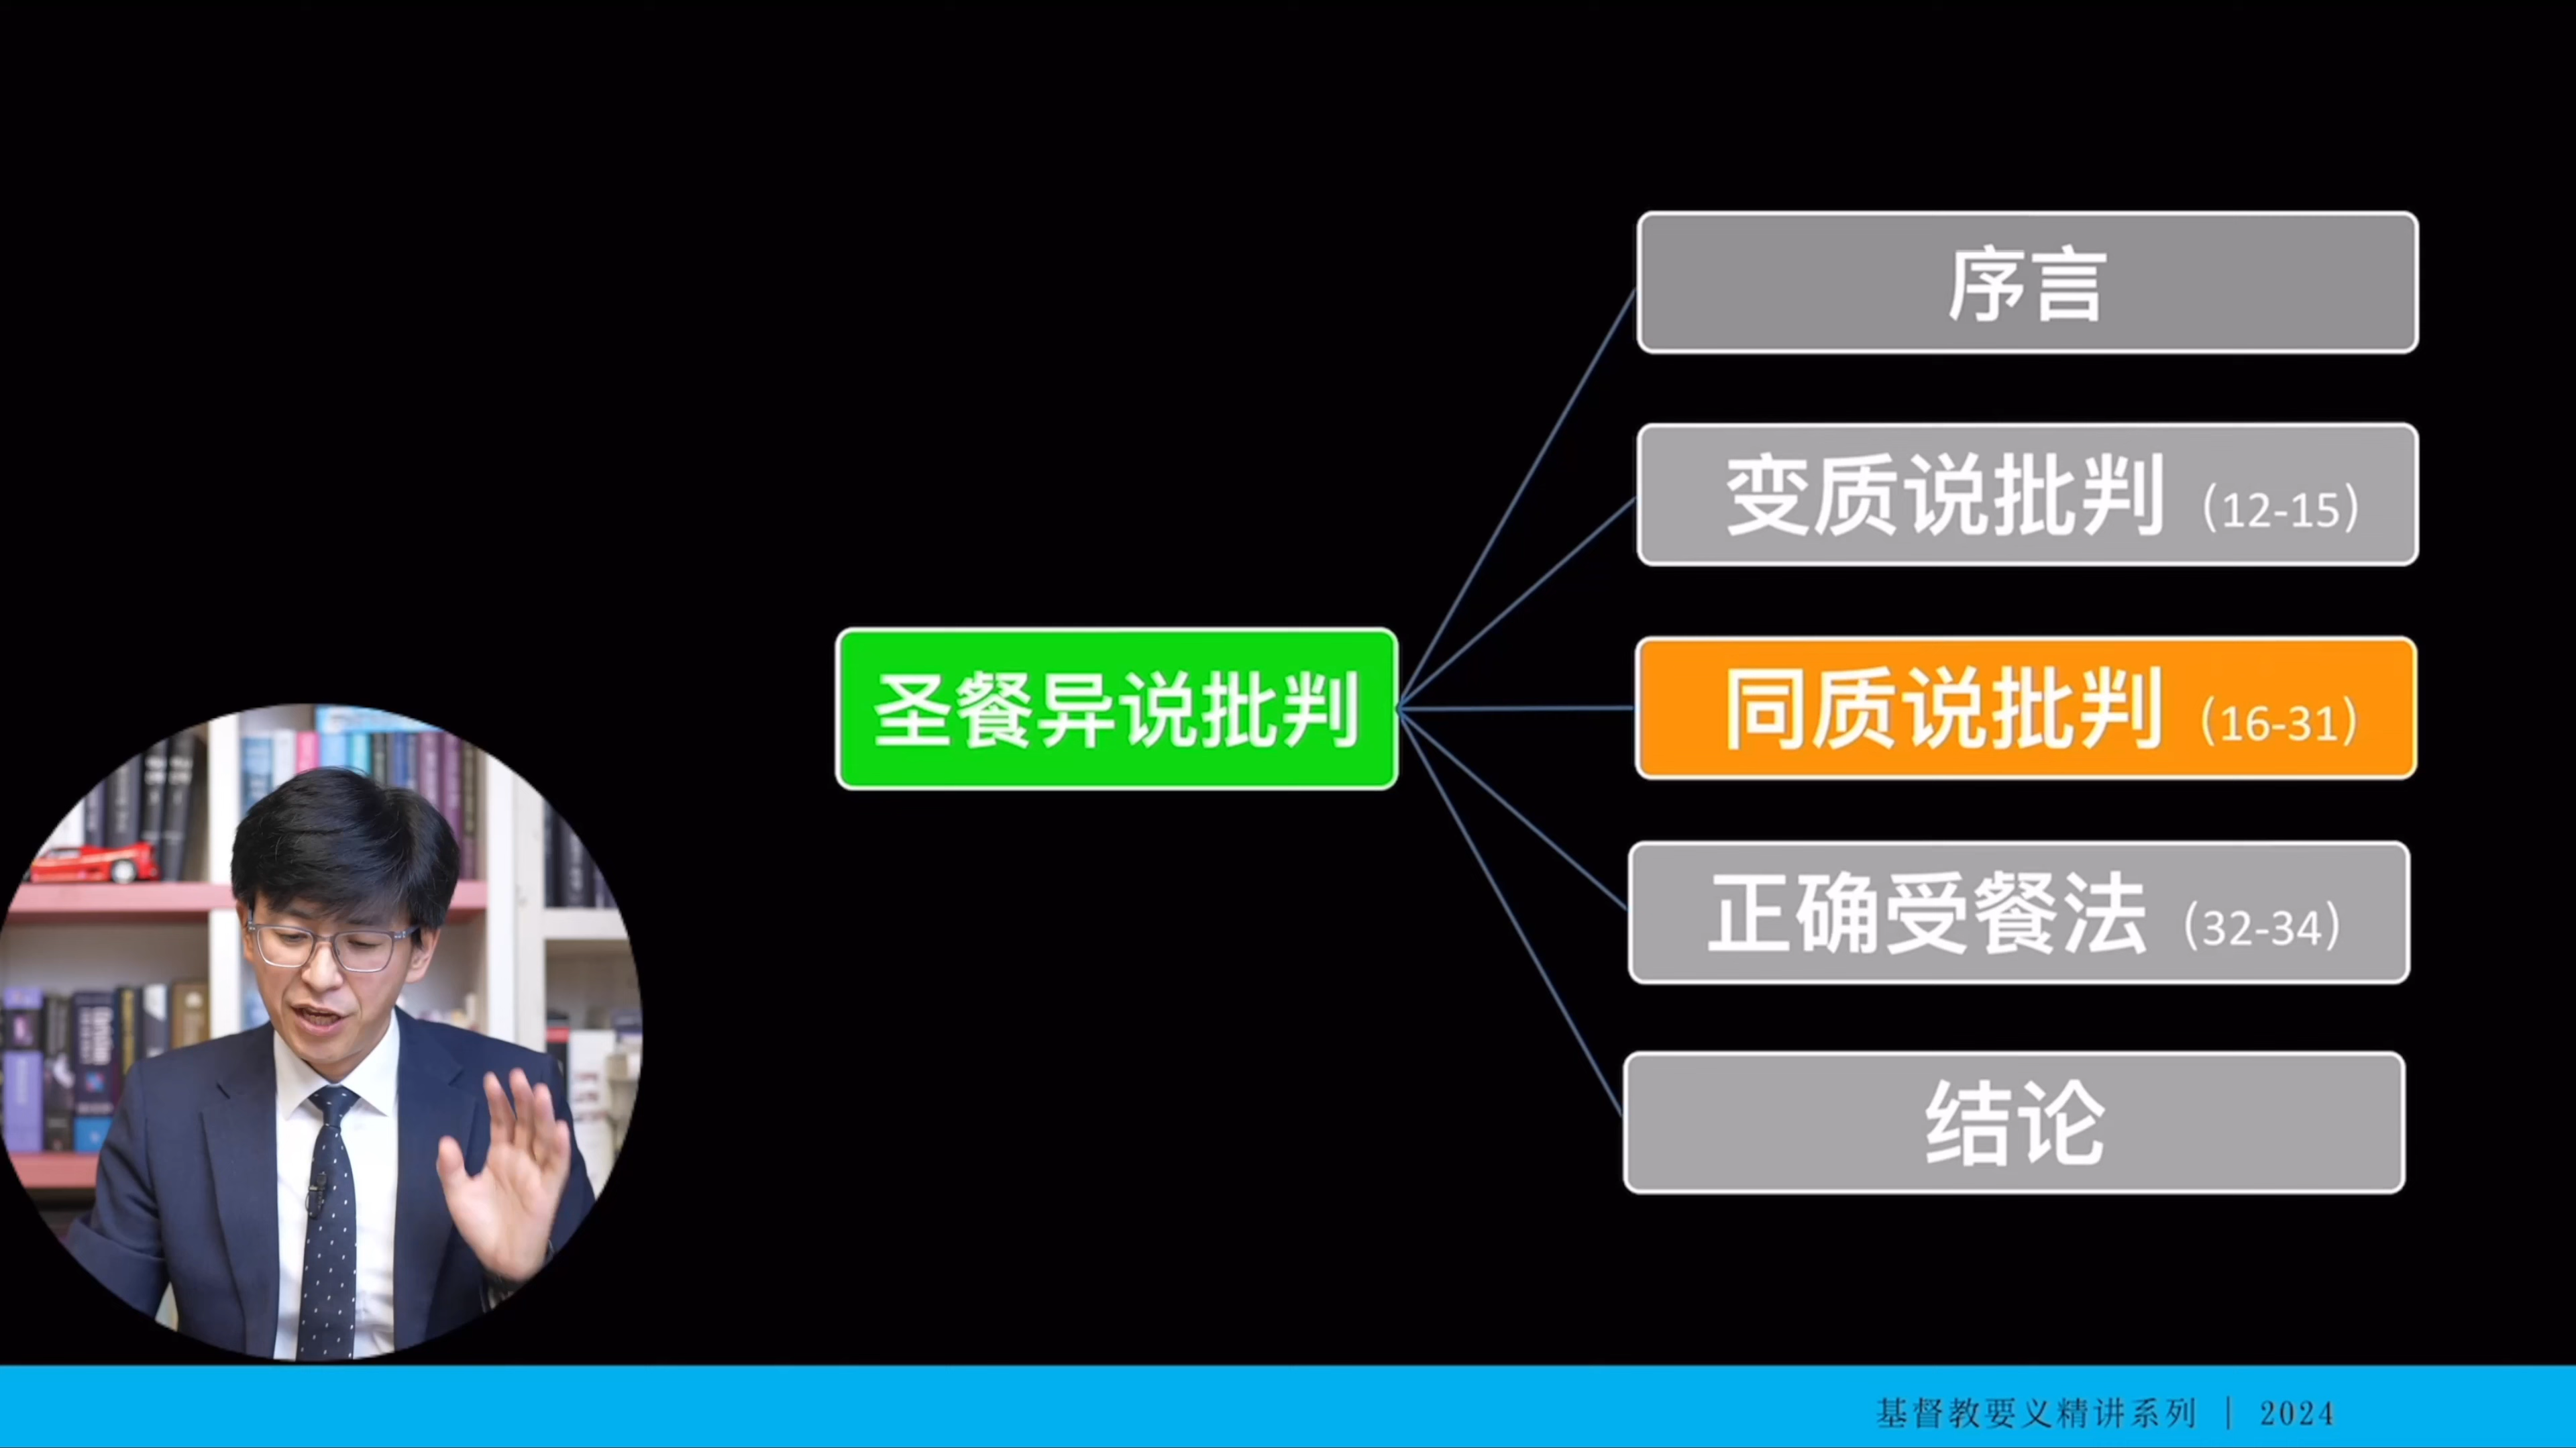 序言
变质说批判 (12-15)
圣餐异说批判
同质说批判 (16-31)
正确受餐法 (32-34)
结论
基督教要义精讲系列 | 2024